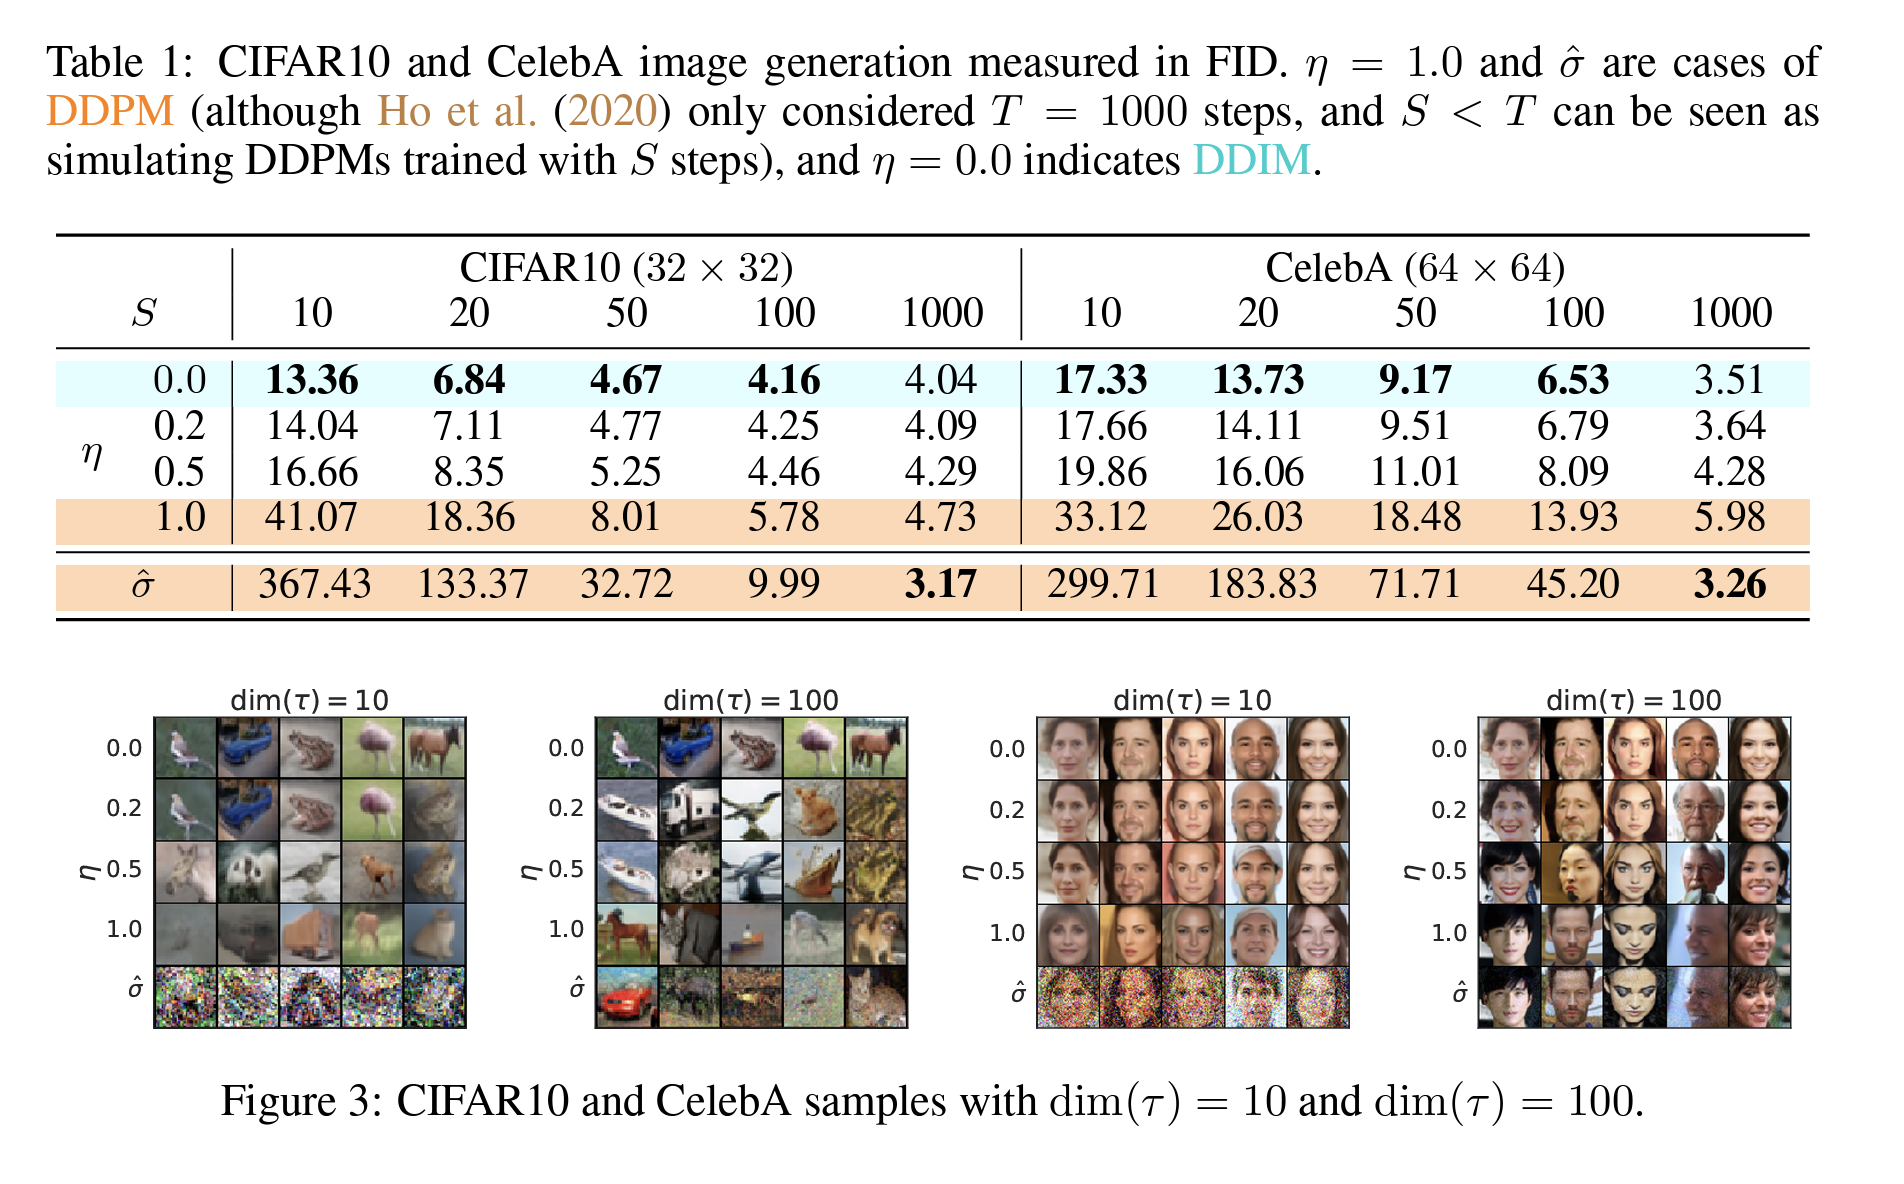 Table 1: CIFAR10 and CelebA image generation measured in FID. η = 1.0 and σ̂ are cases of
DDPM (although Ho et al. (2020) only considered T = 1000 steps, and S < T can be seen as
simulating DDPMs trained with S steps), and η = 0.0 indicates DDIM.
CIFAR10 (32 × 32) CelebA (64 × 64)
S 10 20 50 100 1000 10 20 50 100 1000
0.0 13.36 6.84 4.67 4.16 4.04 17.33 13.73 9.17 6.53 3.51
0.2 14.04 7.11 4.77 4.25 4.09 17.66 14.11 9.51 6.79 3.64
η
0.5 16.66 8.35 5.25 4.46 4.29 19.86 16.06 11.01 8.09 4.28
1.0 41.07 18.36 8.01 5.78 4.73 33.12 26.03 18.48 13.93 5.98
σ̂ 367.43 133.37 32.72 9.99 3.17 299.71 183.83 71.71 45.20 3.26
dim(τ) = 10 dim(τ) = 100 dim(τ) = 10 dim(τ) = 100
0.0 0.0 0.0 0.0
0.2 0.2 0.2 0.2
η 0.5 η 0.5 η 0.5 η 0.5
1.0 1.0 1.0 1.0
σ̂ σ̂ σ̂ σ̂
Figure 3: CIFAR10 and CelebA samples with dim(τ) = 10 and dim(τ) = 100.